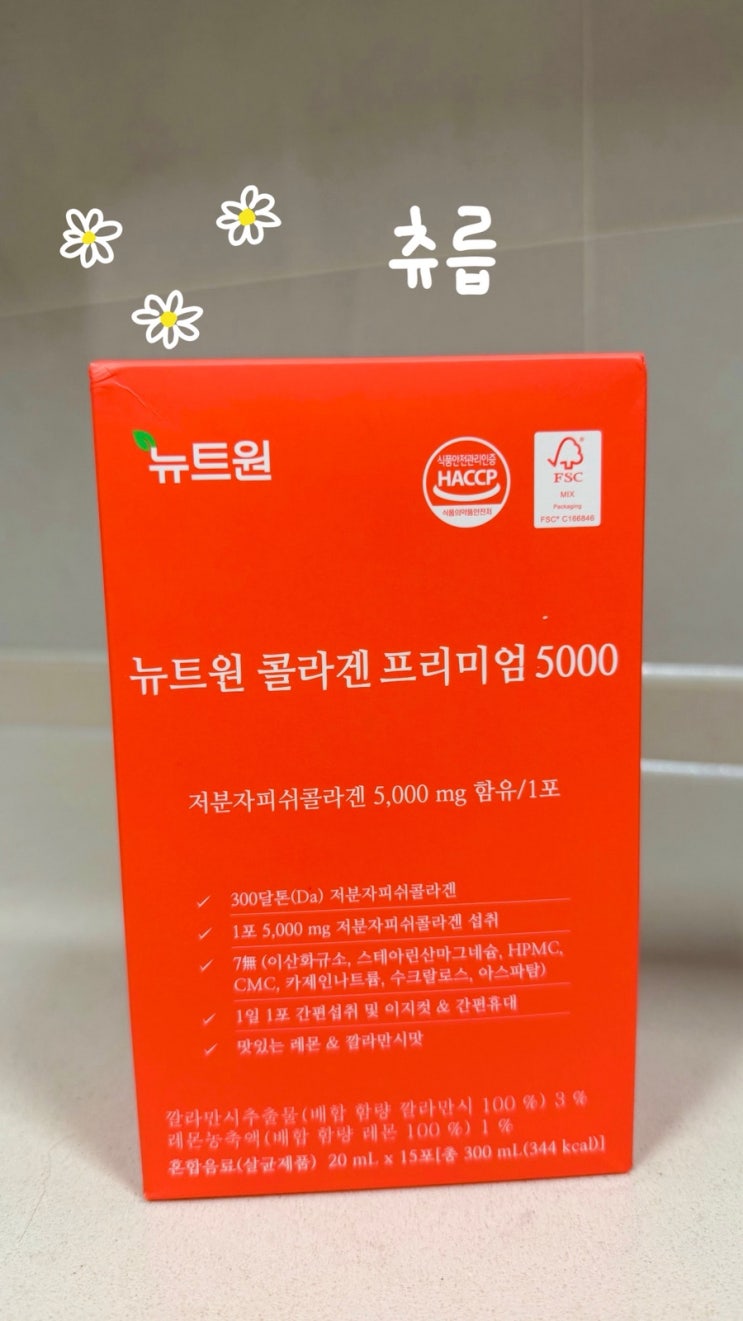 츄릅
뉴트원
식품안전관리인증
HACCP
식품의약품안전처
FSC®
MIX
Packaging
FSC® C166846
뉴트원 콜라겐 프리미엄 5000
저분자피쉬콜라겐 5,000 mg 함유/1포
✓ 300달톤(Da) 저분자피쉬콜라겐
✓ 1포 5,000 mg 저분자피쉬콜라겐 섭취
✓ 7無 (이산화규소, 스테아린산마그네슘, HPMC,
CMC, 카제인나트륨, 수크랄로스, 아스파탐)
✓ 1일 1포 간편섭취 및 이지컷 & 간편휴대
✓ 맛있는 레몬 & 깔라만시맛
깔라만시추출물(배합 함량 깔라만시 100 %) 3 %
레몬농축액(배합 함량 레몬 100 %) 1 %
혼합음료(살균제품) 20 mL x 15포[총 300 mL(344 kcal)]